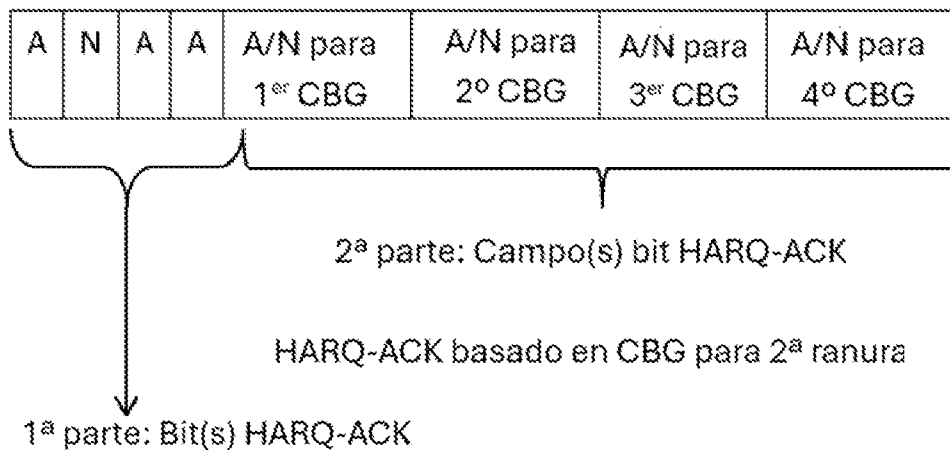 A N A A A/N para A/N para A/N para A/N para
1er CBG 2º CBG 3er CBG 4º CBG
2ª parte: Campo(s) bit HARQ-ACK
HARQ-ACK basado en CBG para 2ª ranura
1ª parte: Bit(s) HARQ-ACK